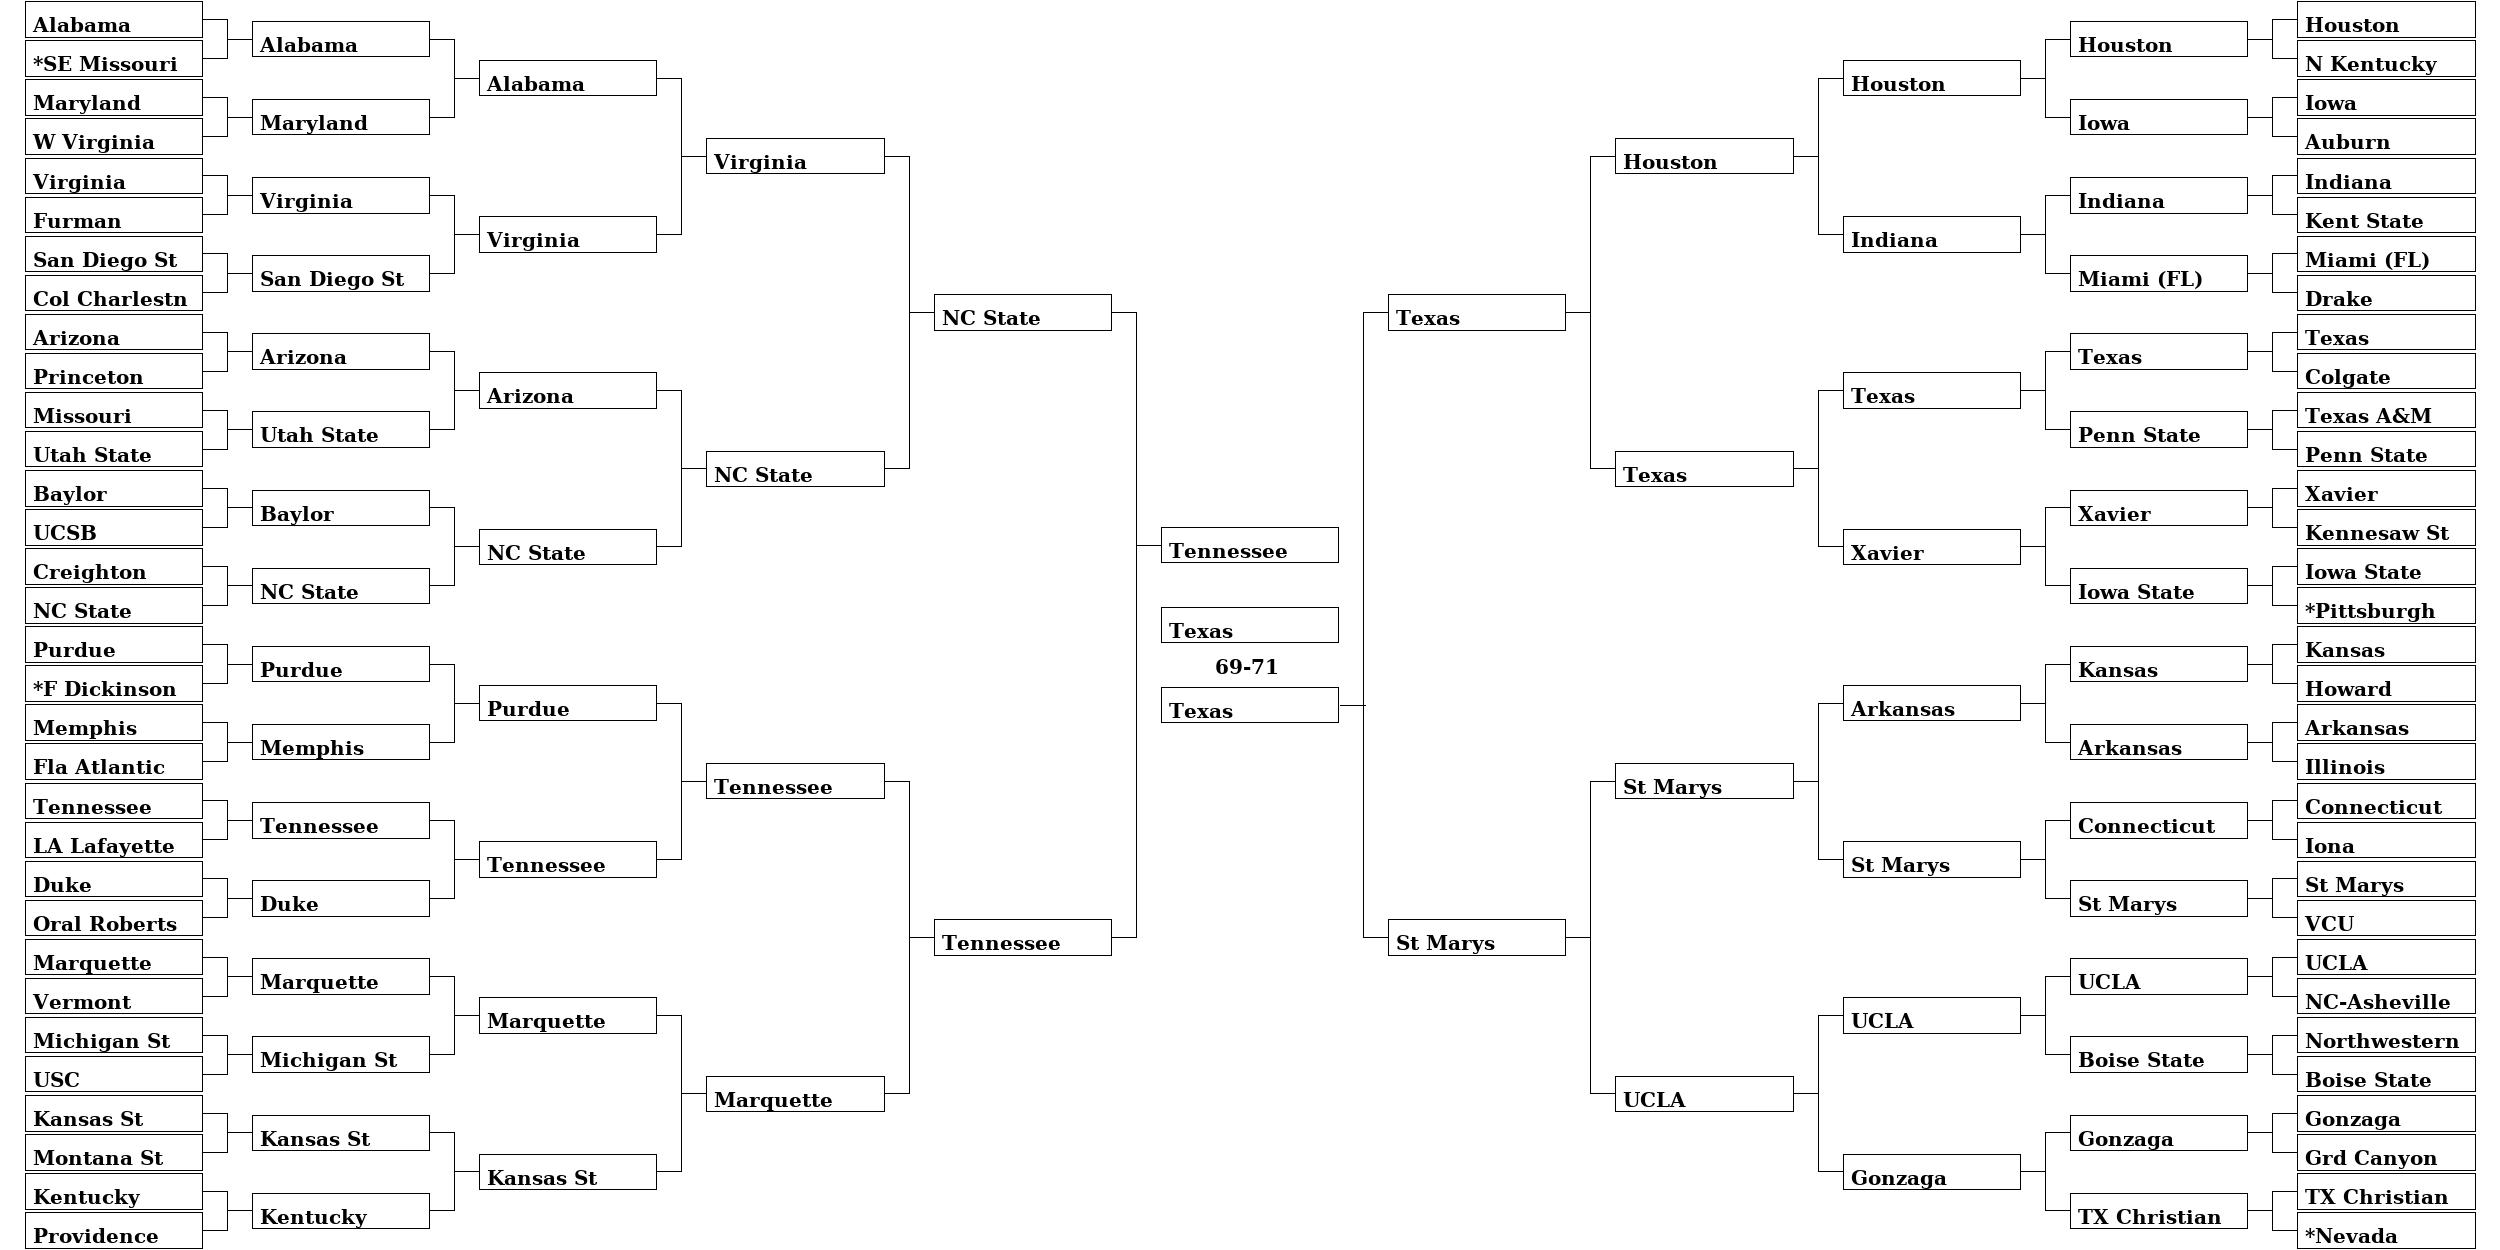 Alabama
*SE Missouri
Maryland
W Virginia
Virginia
Furman
San Diego St
Col Charlestn
Arizona
Princeton
Missouri
Utah State
Baylor
UCSB
Creighton
NC State
Purdue
*F Dickinson
Memphis
Fla Atlantic
Tennessee
LA Lafayette
Duke
Oral Roberts
Marquette
Vermont
Michigan St
USC
Kansas St
Montana St
Kentucky
Providence
Alabama
Maryland
Virginia
San Diego St
Arizona
Utah State
Baylor
NC State
Purdue
Memphis
Tennessee
Duke
Marquette
Michigan St
Kansas St
Kentucky
Alabama
Virginia
Arizona
NC State
Purdue
Tennessee
Marquette
Kansas St
Virginia
NC State
Tennessee
Marquette
NC State
Tennessee
Tennessee
Texas
69-71
Texas
Texas
St Marys
Houston
Texas
St Marys
UCLA
Houston
Indiana
Texas
Xavier
Arkansas
St Marys
UCLA
Gonzaga
Houston
Iowa
Indiana
Miami (FL)
Texas
Penn State
Xavier
Iowa State
Kansas
Arkansas
Connecticut
St Marys
UCLA
Boise State
Gonzaga
TX Christian
Houston
N Kentucky
Iowa
Auburn
Indiana
Kent State
Miami (FL)
Drake
Texas
Colgate
Texas A&M
Penn State
Xavier
Kennesaw St
Iowa State
*Pittsburgh
Kansas
Howard
Arkansas
Illinois
Connecticut
Iona
St Marys
VCU
UCLA
NC-Asheville
Northwestern
Boise State
Gonzaga
Grd Canyon
TX Christian
*Nevada